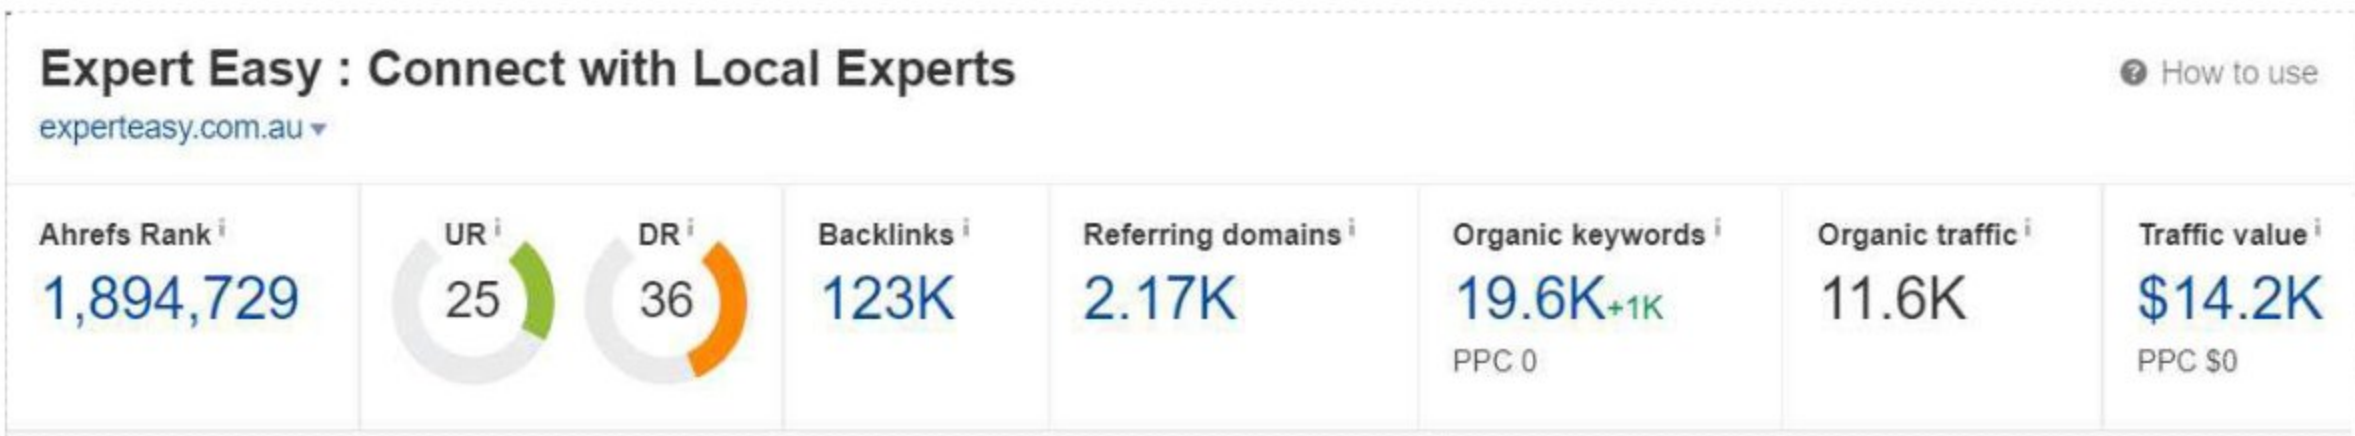 Expert Easy : Connect with Local Experts
How to use
experteasy.com.au
Ahrefs Rank i
1,894,729
UR i
25
DR i
36
Backlinks i
123K
Referring domains i
2.17K
Organic keywords i
19.6K +1K
PPC 0
Organic traffic i
11.6K
Traffic value i
$14.2K
PPC $0